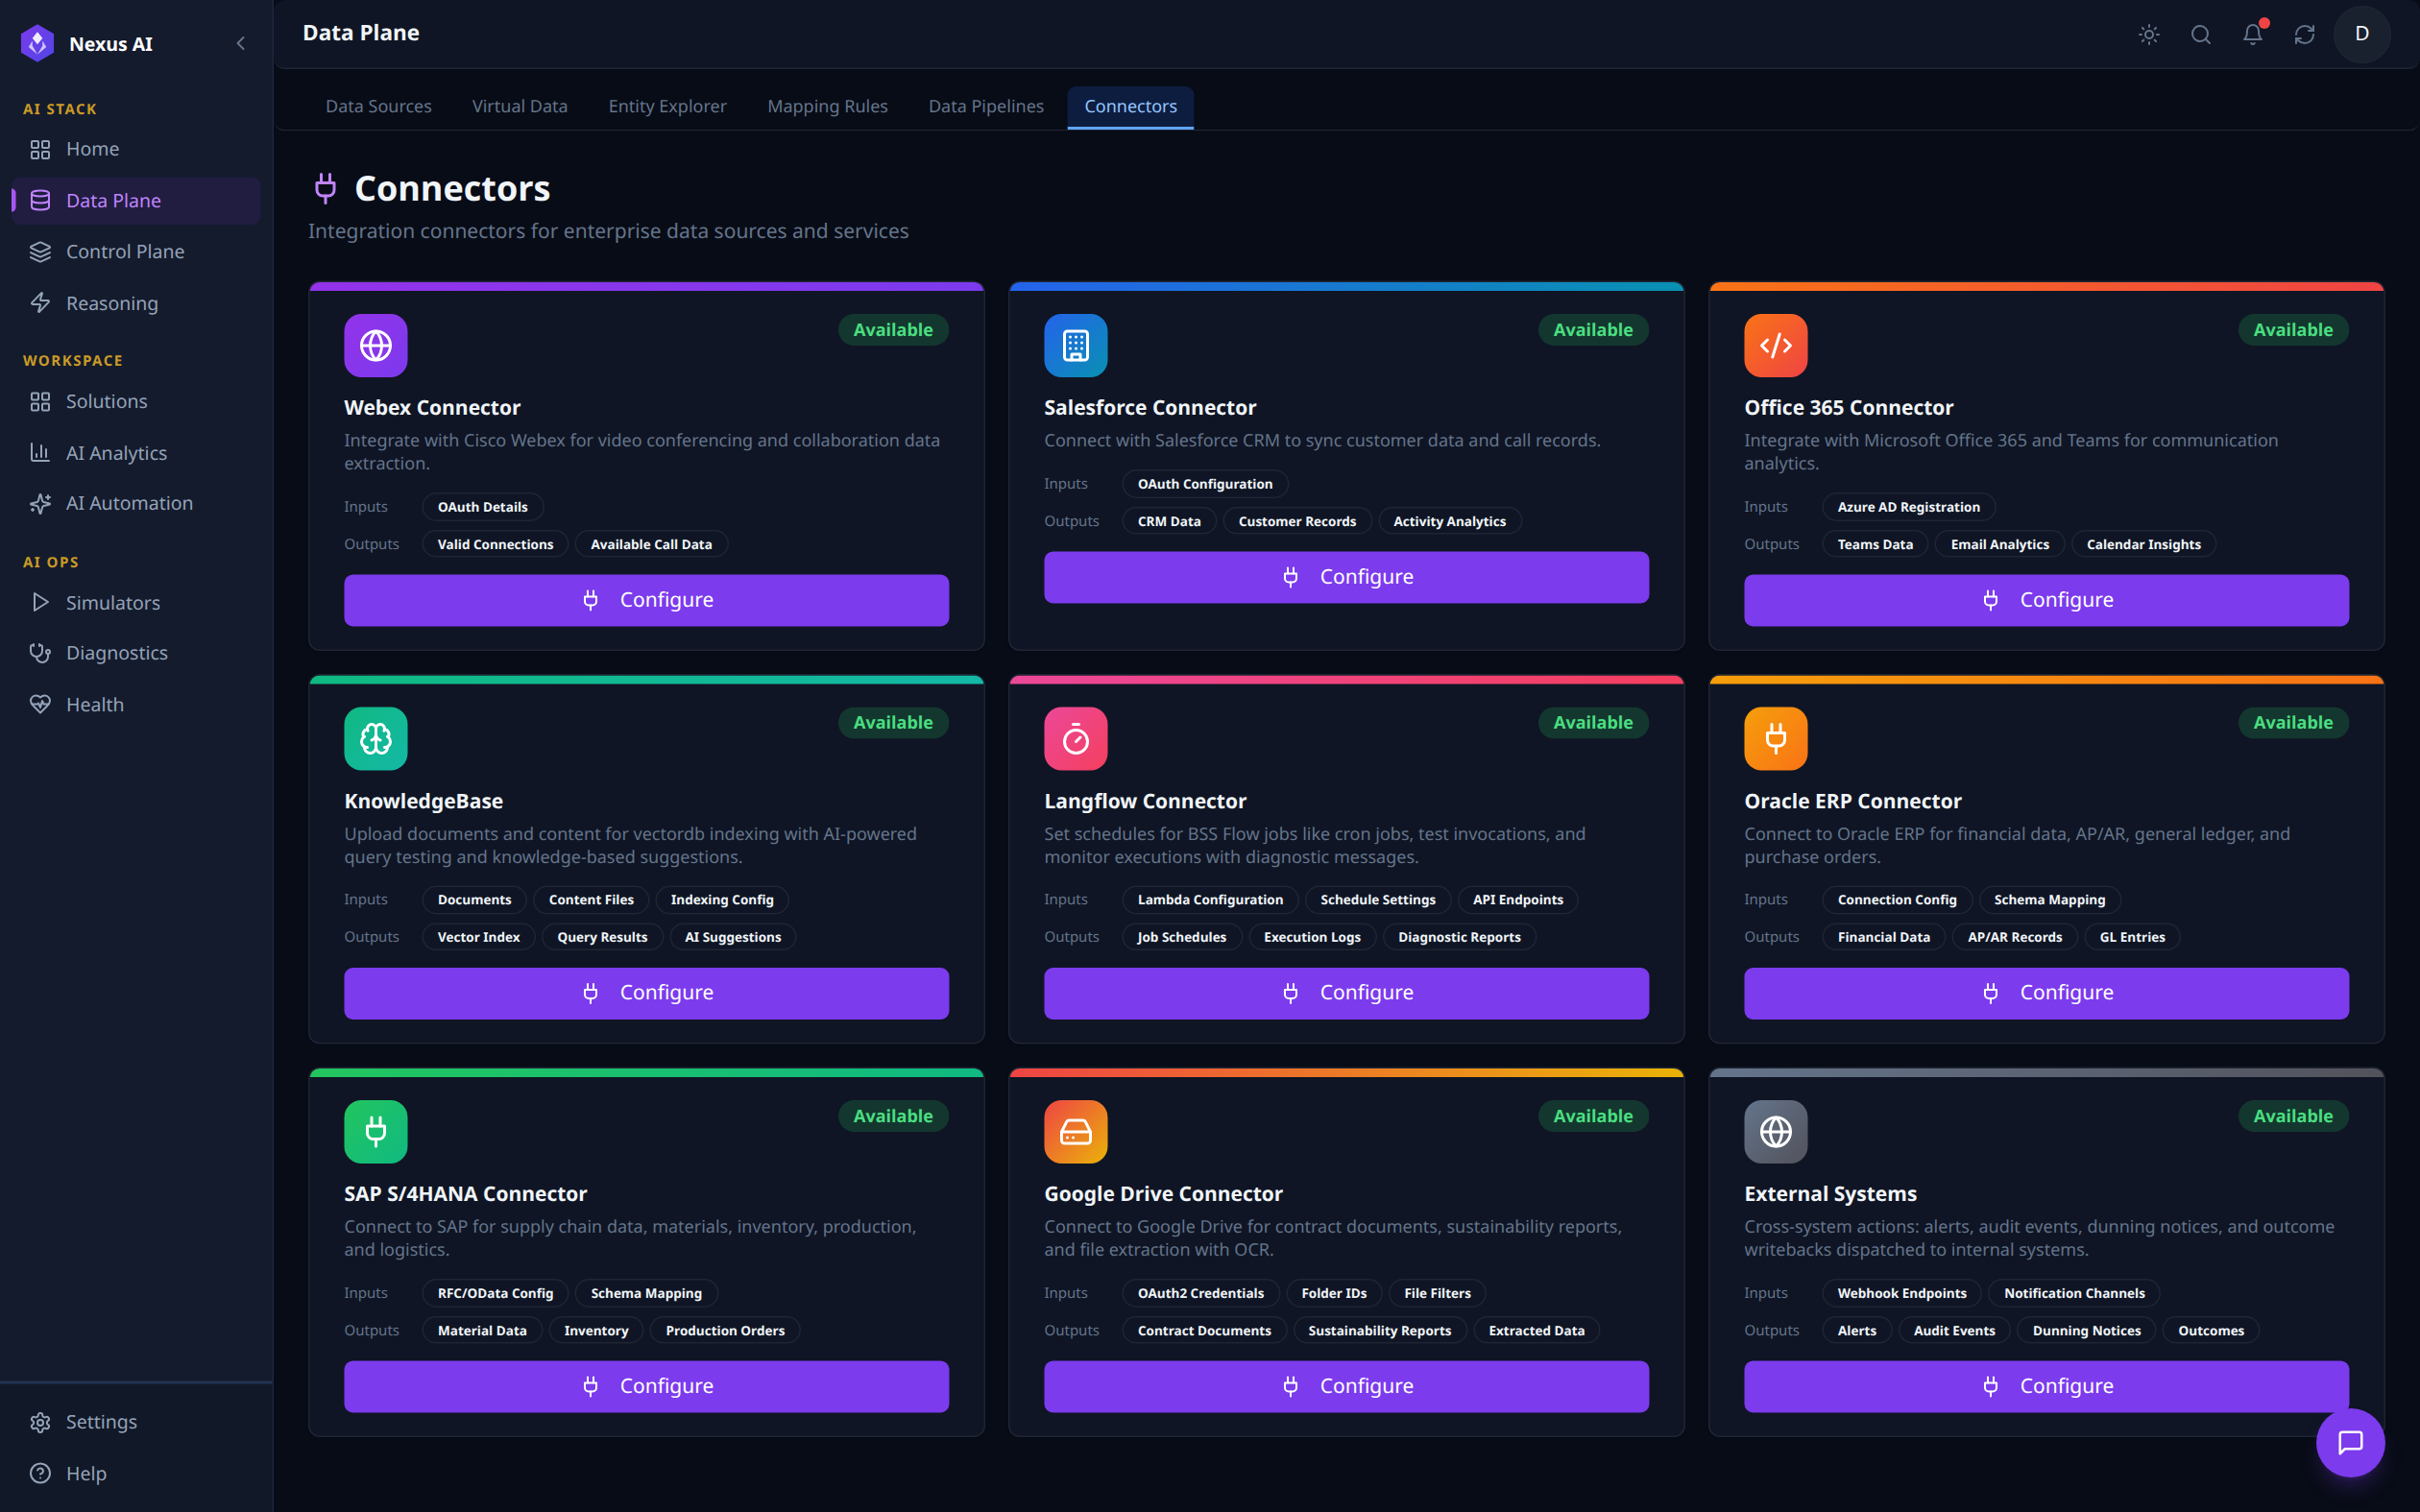 Nexus AI
AI STACK
Home
Data Plane
Control Plane
Reasoning
WORKSPACE
Solutions
AI Analytics
AI Automation
AI OPS
Simulators
Diagnostics
Health
Settings
Help
Data Plane
D
Data Sources
Virtual Data
Entity Explorer
Mapping Rules
Data Pipelines
Connectors
Connectors
Integration connectors for enterprise data sources and services
Available
Webex Connector
Integrate with Cisco Webex for video conferencing and collaboration data
extraction.
Inputs OAuth Details
Outputs Valid Connections Available Call Data
Configure
Available
Salesforce Connector
Connect with Salesforce CRM to sync customer data and call records.
Inputs OAuth Configuration
Outputs CRM Data Customer Records Activity Analytics
Configure
Available
Office 365 Connector
Integrate with Microsoft Office 365 and Teams for communication
analytics.
Inputs Azure AD Registration
Outputs Teams Data Email Analytics Calendar Insights
Configure
Available
KnowledgeBase
Upload documents and content for vectordb indexing with AI-powered
query testing and knowledge-based suggestions.
Inputs Documents Content Files Indexing Config
Outputs Vector Index Query Results AI Suggestions
Configure
Available
Langflow Connector
Set schedules for BSS Flow jobs like cron jobs, test invocations, and
monitor executions with diagnostic messages.
Inputs Lambda Configuration Schedule Settings API Endpoints
Outputs Job Schedules Execution Logs Diagnostic Reports
Configure
Available
Oracle ERP Connector
Connect to Oracle ERP for financial data, AP/AR, general ledger, and
purchase orders.
Inputs Connection Config Schema Mapping
Outputs Financial Data AP/AR Records GL Entries
Configure
Available
SAP S/4HANA Connector
Connect to SAP for supply chain data, materials, inventory, production,
and logistics.
Inputs RFC/OData Config Schema Mapping
Outputs Material Data Inventory Production Orders
Configure
Available
Google Drive Connector
Connect to Google Drive for contract documents, sustainability reports,
and file extraction with OCR.
Inputs OAuth2 Credentials Folder IDs File Filters
Outputs Contract Documents Sustainability Reports Extracted Data
Configure
Available
External Systems
Cross-system actions: alerts, audit events, dunning notices, and outcome
writebacks dispatched to internal systems.
Inputs Webhook Endpoints Notification Channels
Outputs Alerts Audit Events Dunning Notices Outcomes
Configure